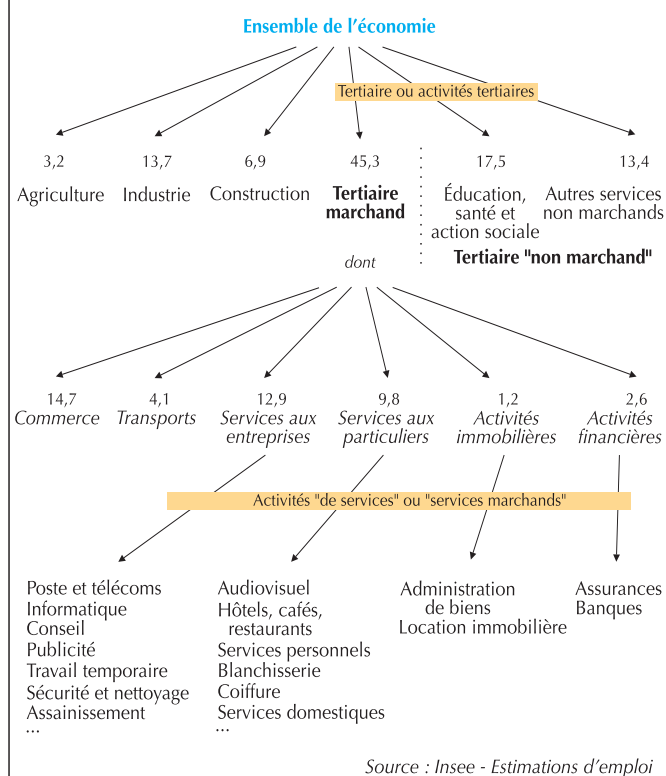 Ensemble de l'économie
Tertiaire ou activités tertiaires
3,2 13,7 6,9 45,3 17,5 13,4
Agriculture Industrie Construction Tertiaire Éducation, Autres services
marchand santé et non marchands
action sociale
Tertiaire "non marchand"
dont
14,7 4,1 12,9 9,8 1,2 2,6
Commerce Transports Services aux Services aux Activités Activités
entreprises particuliers immobilières financières
Activités "de services" ou "services marchands"
Poste et télécoms
Informatique
Conseil
Publicité
Travail temporaire
Sécurité et nettoyage
Assainissement
...
Audiovisuel
Hôtels, cafés,
restaurants
Services personnels
Blanchisserie
Coiffure
Services domestiques
...
Administration
de biens
Location immobilière
Assurances
Banques
Source : Insee - Estimations d'emploi